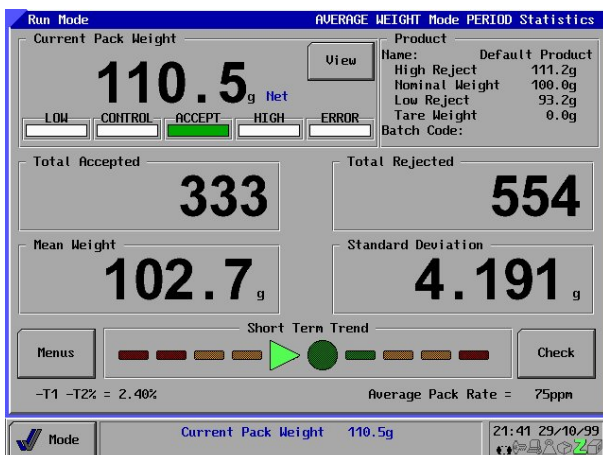 Run Mode AVERAGE WEIGHT Mode PERIOD Statistics
Current Pack Weight
110.5g Net
View
LOW CONTROL ACCEPT HIGH ERROR
Product
Name: Default Product
High Reject 111.2g
Nominal Weight 100.0g
Low Reject 93.2g
Tare Weight 0.0g
Batch Code:
Total Accepted
333
Total Rejected
554
Mean Weight
102.7g
Standard Deviation
4.191 g
Short Term Trend
Menus
Check
-T1 -T2% = 2.40%
Average Pack Rate = 75ppm
Mode
Current Pack Weight 110.5g
21:41 29/10/99
Z